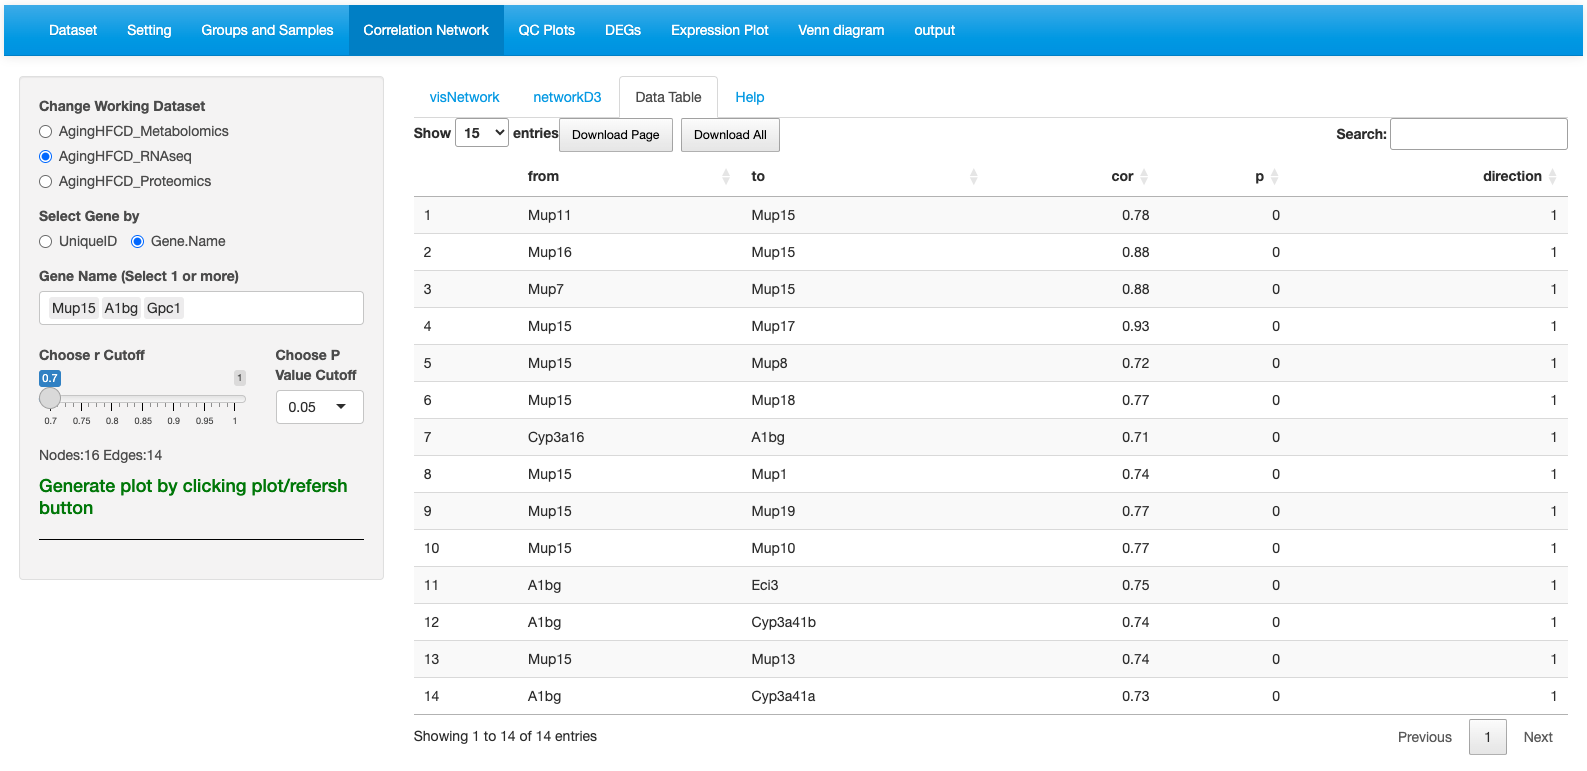 Dataset Setting Groups and Samples Correlation Network QC Plots DEGs Expression Plot Venn diagram output
Change Working Dataset
AgingHFCD_Metabolomics
AgingHFCD_RNAseq
AgingHFCD_Proteomics
Select Gene by
UniqueID Gene.Name
Gene Name (Select 1 or more)
Mup15 A1bg Gpc1
Choose r Cutoff
0.7 1
0.7 0.75 0.8 0.85 0.9 0.95 1
Choose P
Value Cutoff
0.05
Nodes:16 Edges:14
Generate plot by clicking plot/refersh
button
visNetwork networkD3 Data Table Help
Show 15 entries Download Page Download All Search:
from to cor p direction
1 Mup11 Mup15 0.78 0 1
2 Mup16 Mup15 0.88 0 1
3 Mup7 Mup15 0.88 0 1
4 Mup15 Mup17 0.93 0 1
5 Mup15 Mup8 0.72 0 1
6 Mup15 Mup18 0.77 0 1
7 Cyp3a16 A1bg 0.71 0 1
8 Mup15 Mup1 0.74 0 1
9 Mup15 Mup19 0.77 0 1
10 Mup15 Mup10 0.77 0 1
11 A1bg Eci3 0.75 0 1
12 A1bg Cyp3a41b 0.74 0 1
13 Mup15 Mup13 0.74 0 1
14 A1bg Cyp3a41a 0.73 0 1
Showing 1 to 14 of 14 entries Previous 1 Next